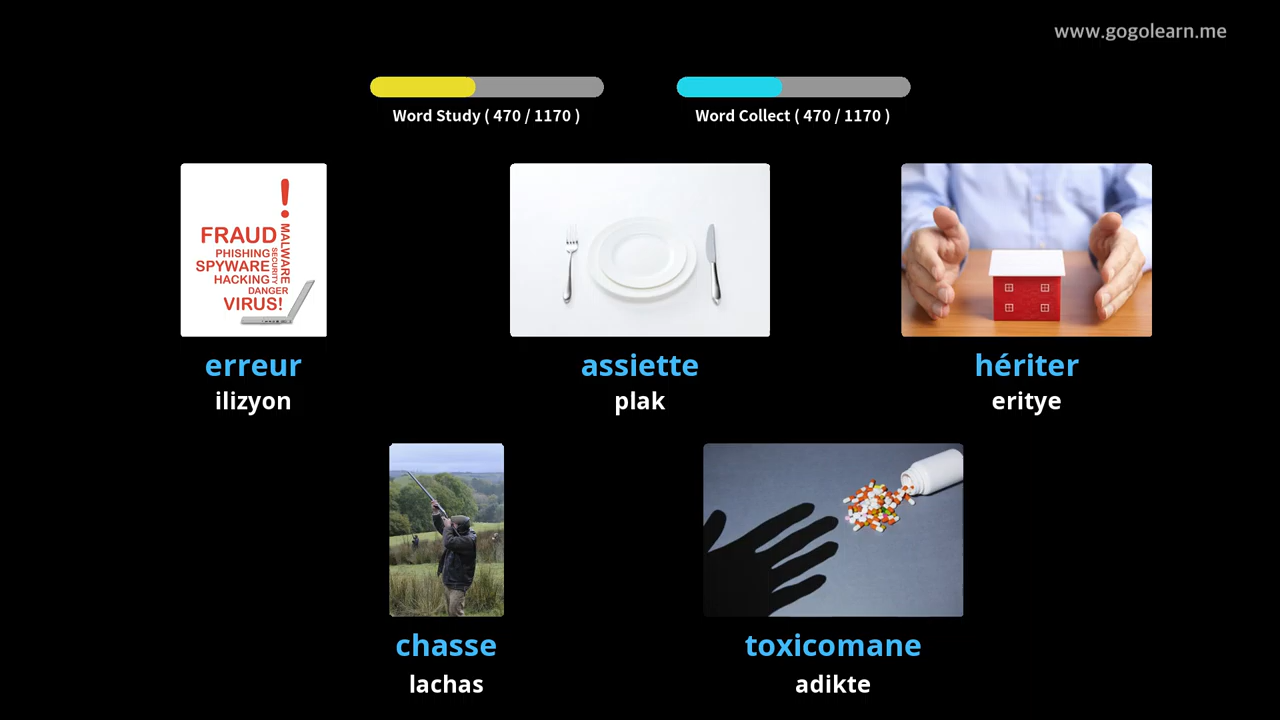 www.gogolearn.me
Word Study ( 470 / 1170 )
Word Collect ( 470 / 1170 )
!
FRAUD
MALWARE
PHISHING
SECURITY
SPYWARE
HACKING
DANGER
VIRUS!
erreur
ilizyon
assiette
plak
hériter
eritye
chasse
lachas
toxicomane
adikte